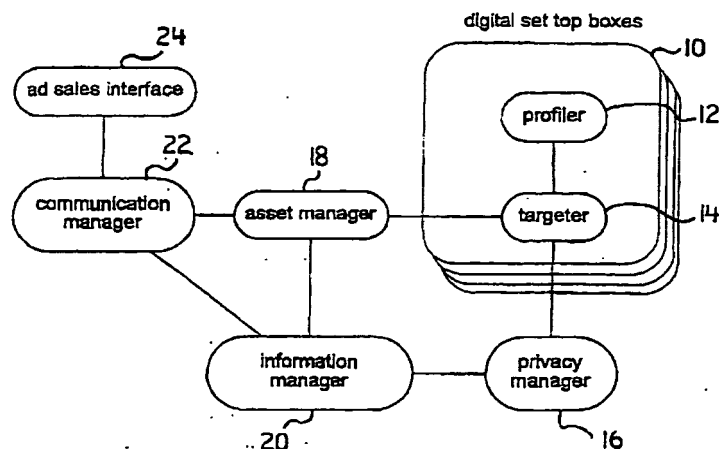 digital set top boxes
24
10
ad sales interface
profiler
12
22
18
communication
manager
asset manager
targeter
14
information
manager
privacy
manager
20
16